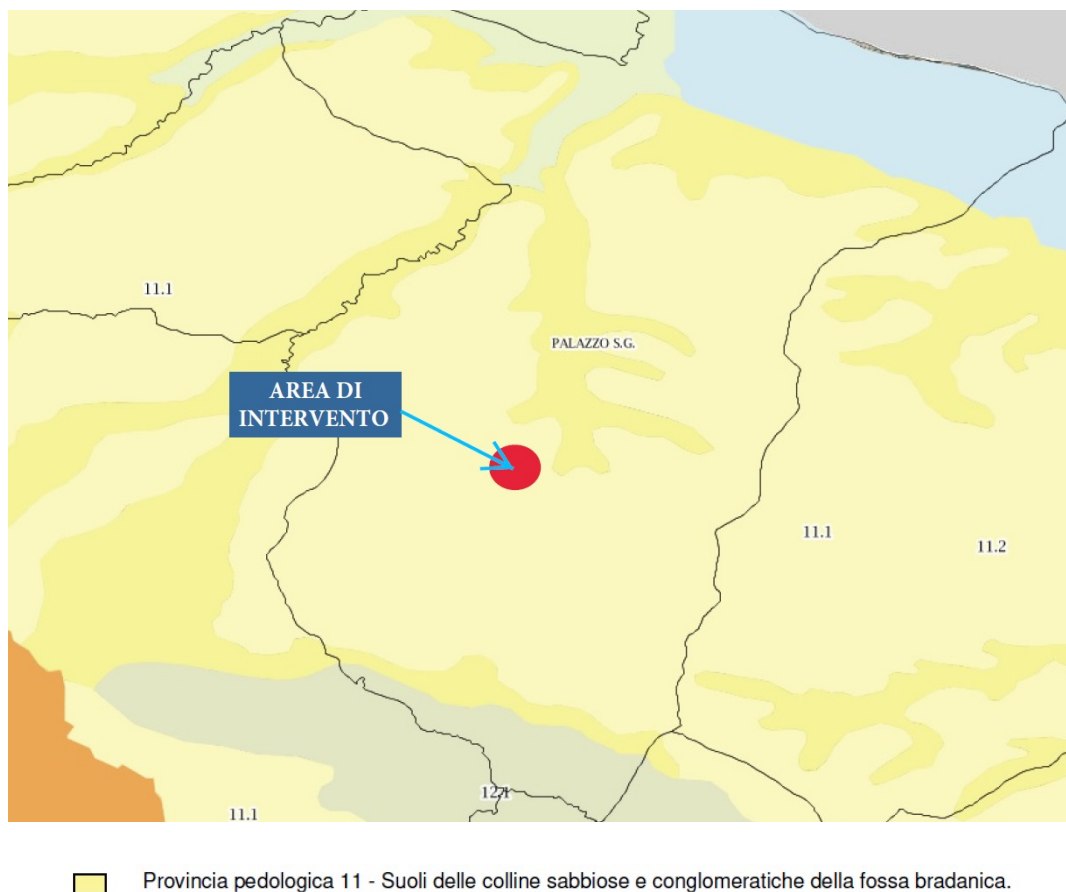 11.1
PALAZZO S.G.
AREA DI
INTERVENTO
11.1
11.2
12.1
11.1
Provincia pedologica 11 - Suoli delle colline sabbiose e conglomeratiche della fossa bradanica.